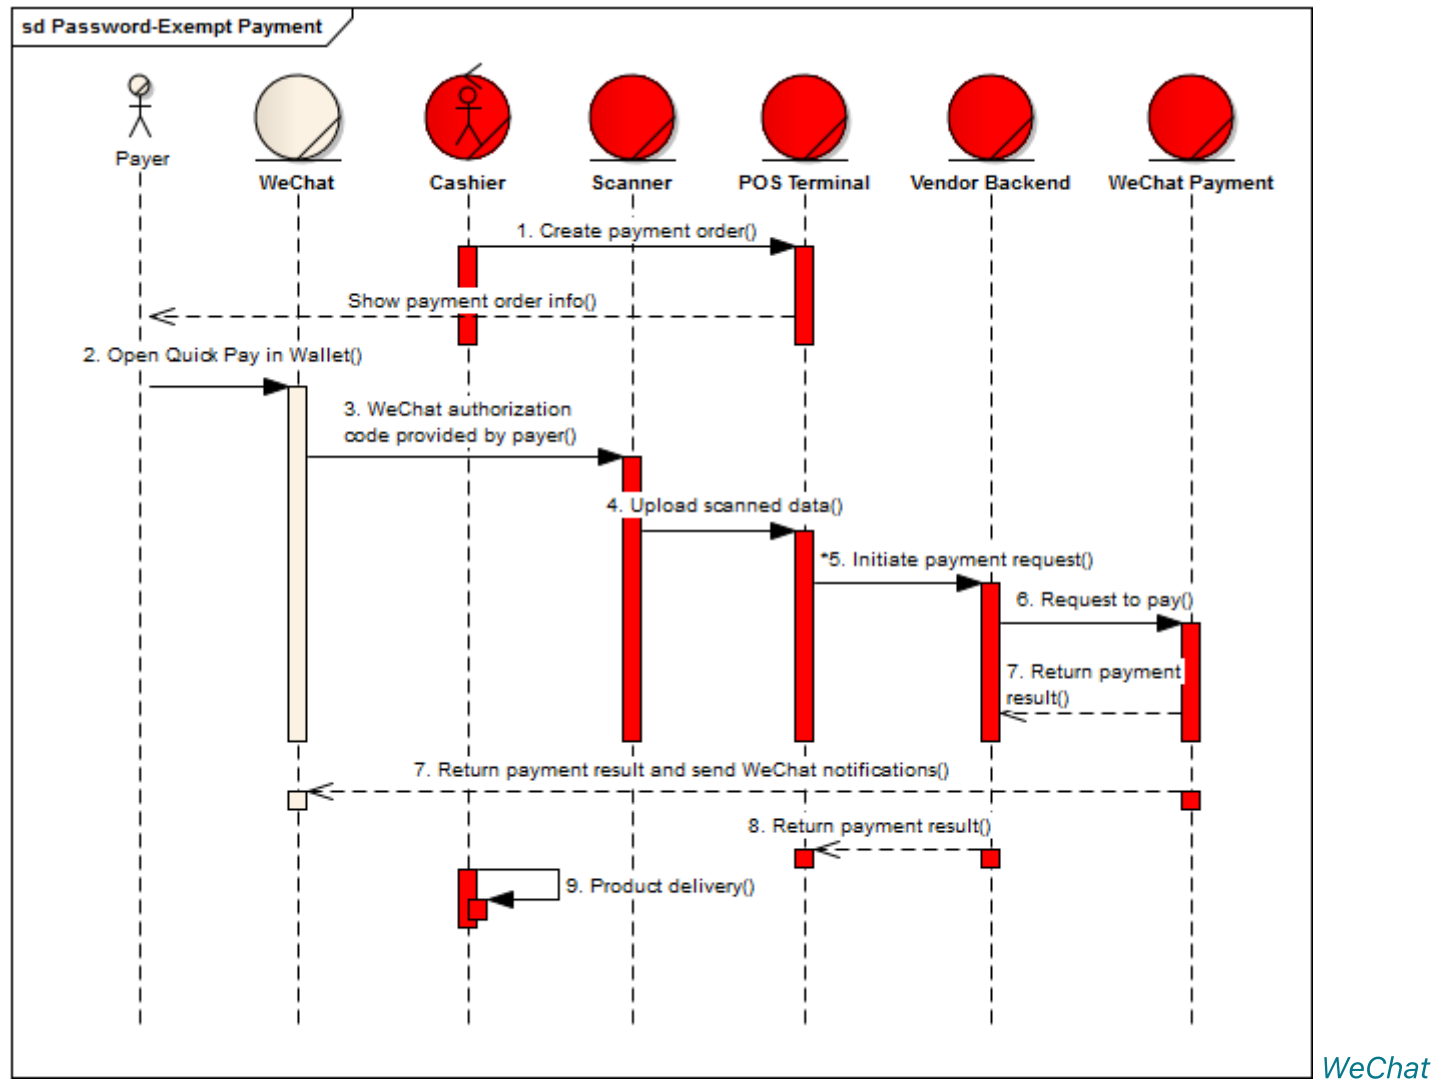 sd Password-Exempt Payment
Payer
WeChat
Cashier
Scanner
POS Terminal
Vendor Backend
WeChat Payment
1. Create payment order()
Show payment order info()
2. Open Quick Pay in Wallet()
3. WeChat authorization
code provided by payer()
4. Upload scanned data()
*5. Initiate payment request()
6. Request to pay()
7. Return payment
result()
7. Return payment result and send WeChat notifications()
8. Return payment result()
9. Product delivery()
WeChat